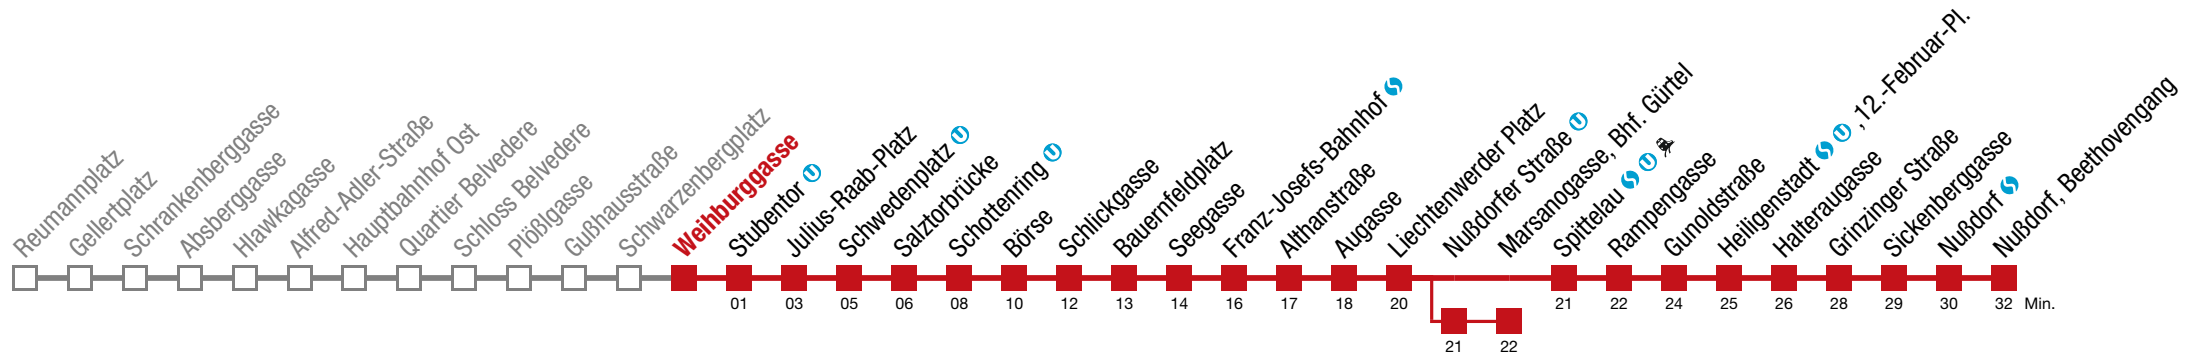 Reumannplatz
Gellertplatz
Schrankenberggasse
Absberggasse
Hlawkagasse
Alfred-Adler-Straße
Hauptbahnhof Ost
Quartier Belvedere
Schloss Belvedere
Plößlgasse
Gußhausstraße
Schwarzenbergplatz
Weihburggasse
Stubentor U
Julius-Raab-Platz
Schwedenplatz U
Salztorbrücke
Schottenring U
Börse
Schlickgasse
Bauernfeldplatz
Seegasse
Franz-Josefs-Bahnhof S
Althanstraße
Augasse
Liechtenwerder Platz
Nußdorfer Straße U
Marsanogasse, Bhf. Gürtel
Spittelau S U
Rampengasse
Gunoldstraße
Heiligenstadt S U , 12.-Februar-Pl.
Halteraugasse
Grinzinger Straße
Sickenberggasse
Nußdorf S
Nußdorf, Beethovengang
01 03 05 06 08 10 12 13 14 16 17 18 20 21 22 24 25 26 28 29 30 32 Min.
21 22